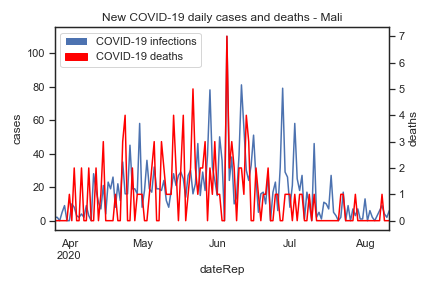 New COVID-19 daily cases and deaths - Mali
COVID-19 infections
COVID-19 deaths
cases
deaths
100
80
60
40
20
0
7
6
5
4
3
2
1
0
Apr
2020
May
Jun
Jul
Aug
dateRep